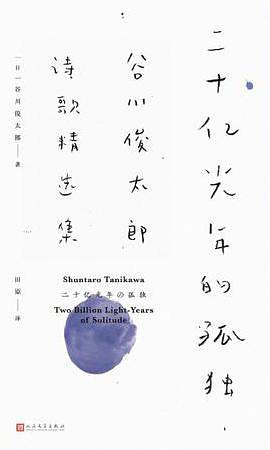 二十亿光年的孤独
谷川俊太郎
诗歌精选集
［日］谷川俊太郎——著
田原——译
Shuntaro Tanikawa
二十亿光年の孤独
Two Billion Light-Years
of Solitude
人民文学出版社